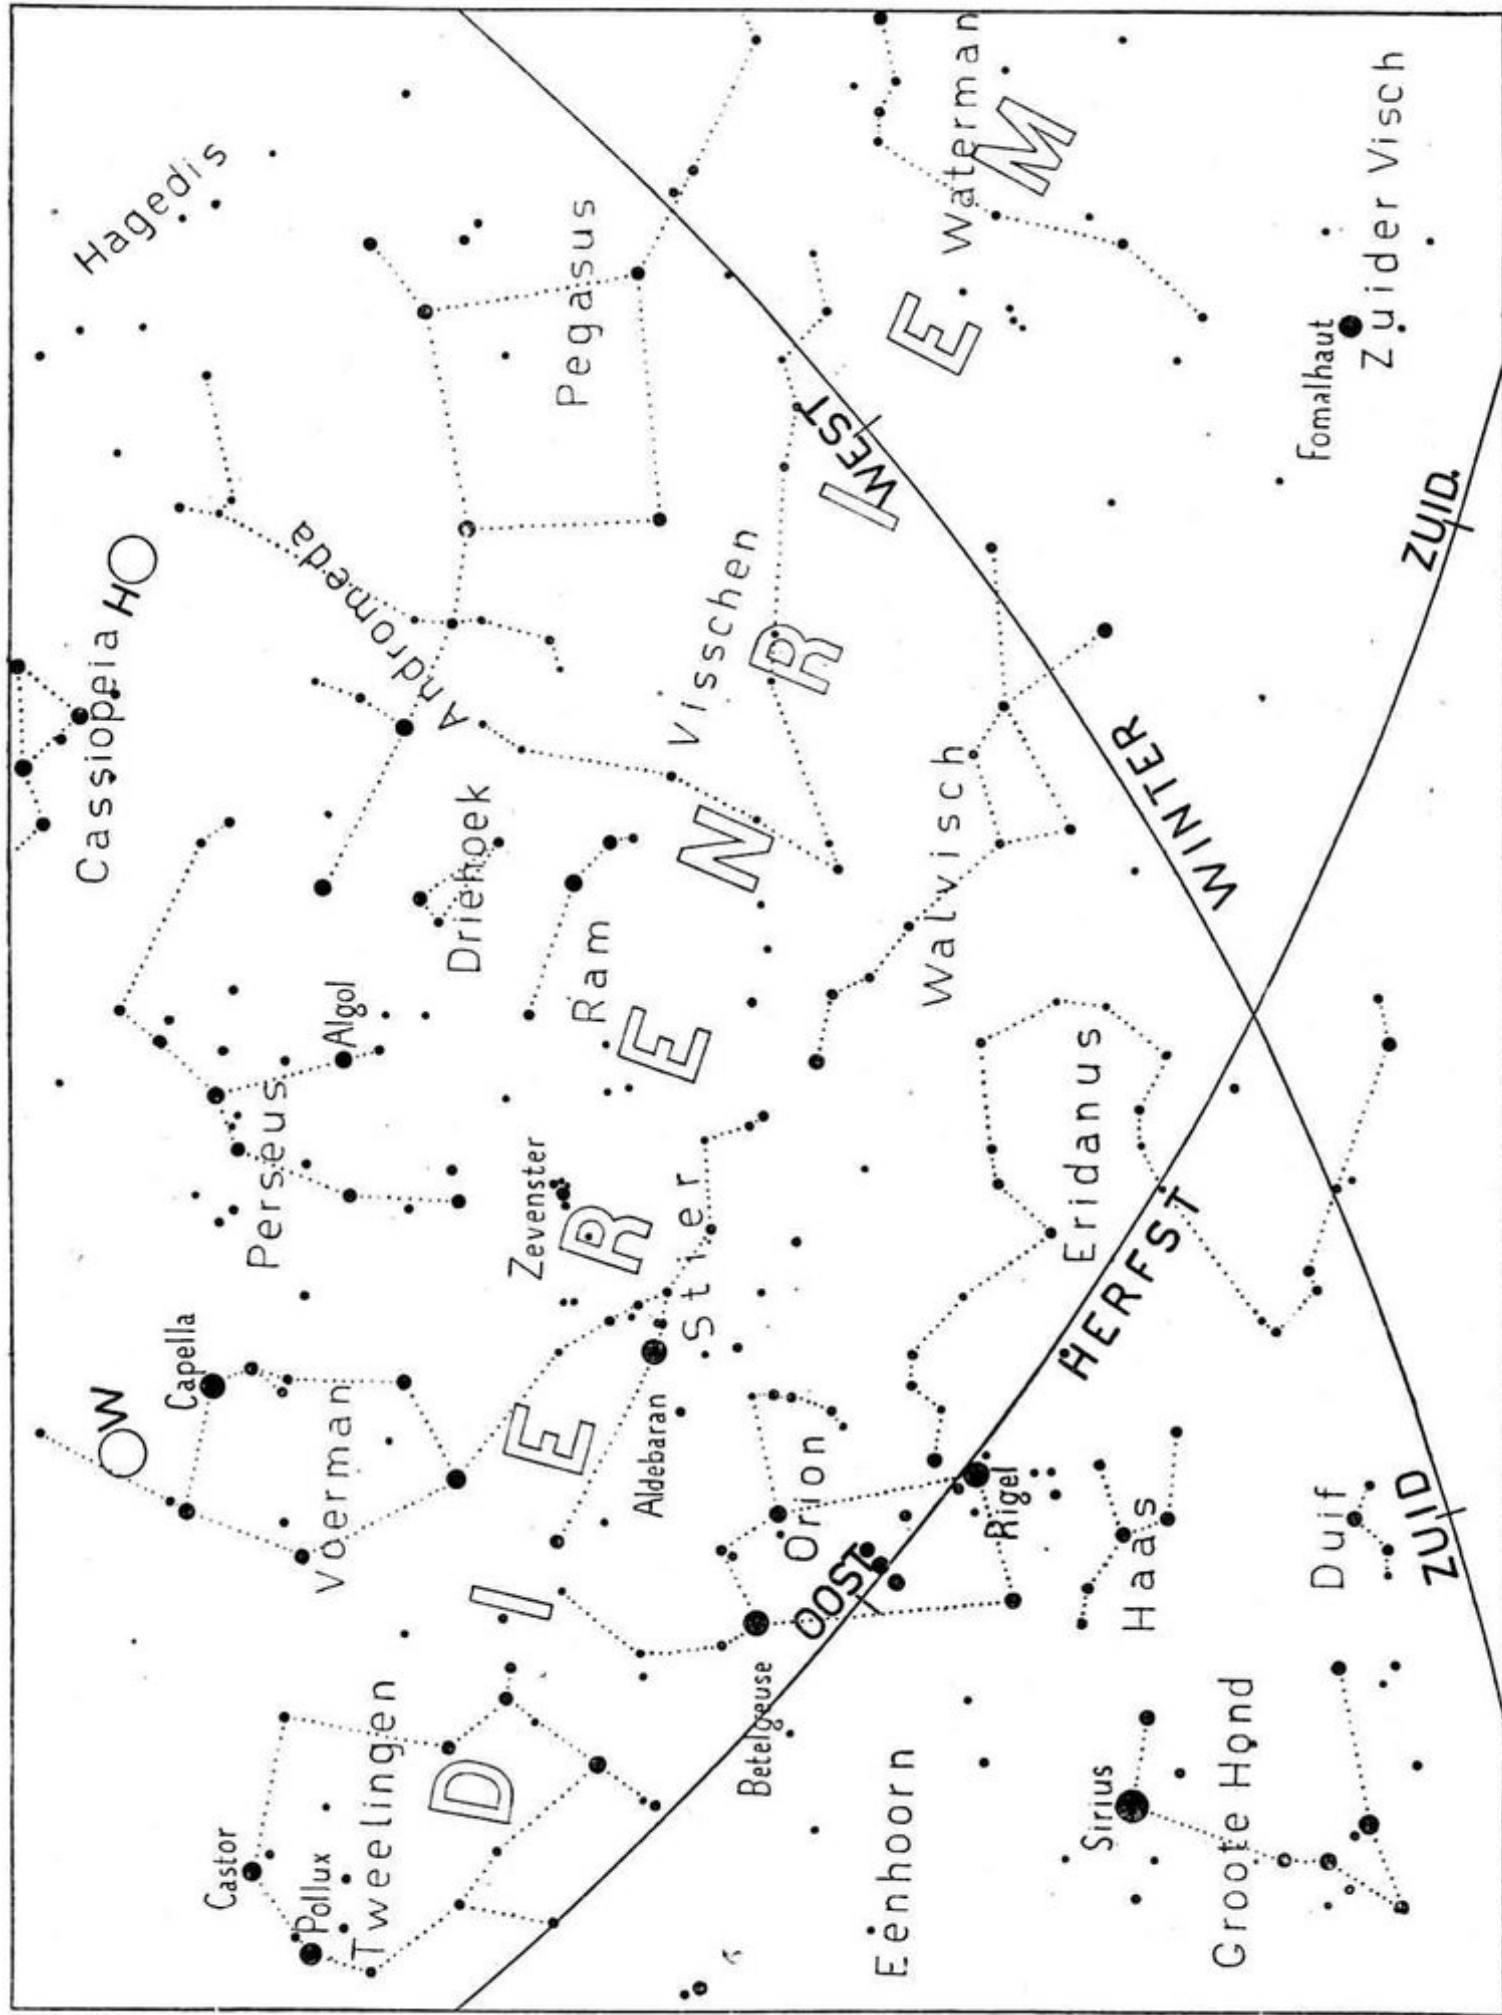 Hagedis
Cassiopeia
H
Andromeda
Pegasus
Waterman
Zuider Visch
Fomalhaut
Visschen
Driehoek
Ram
Walvisch
Perseus
Algol
Zevenster
Stier
Eridanus
Capella
W
Voerman
Aldebaran
Orion
Rigel
Haas
Duif
Castor
Pollux
Tweelingen
Betelgeuse
Eenhoorn
Sirius
Groote Hond
DIERENRIEM
DIERENRIEM
WEST
WINTER
ZUID
OOST
HERFST
ZUID.